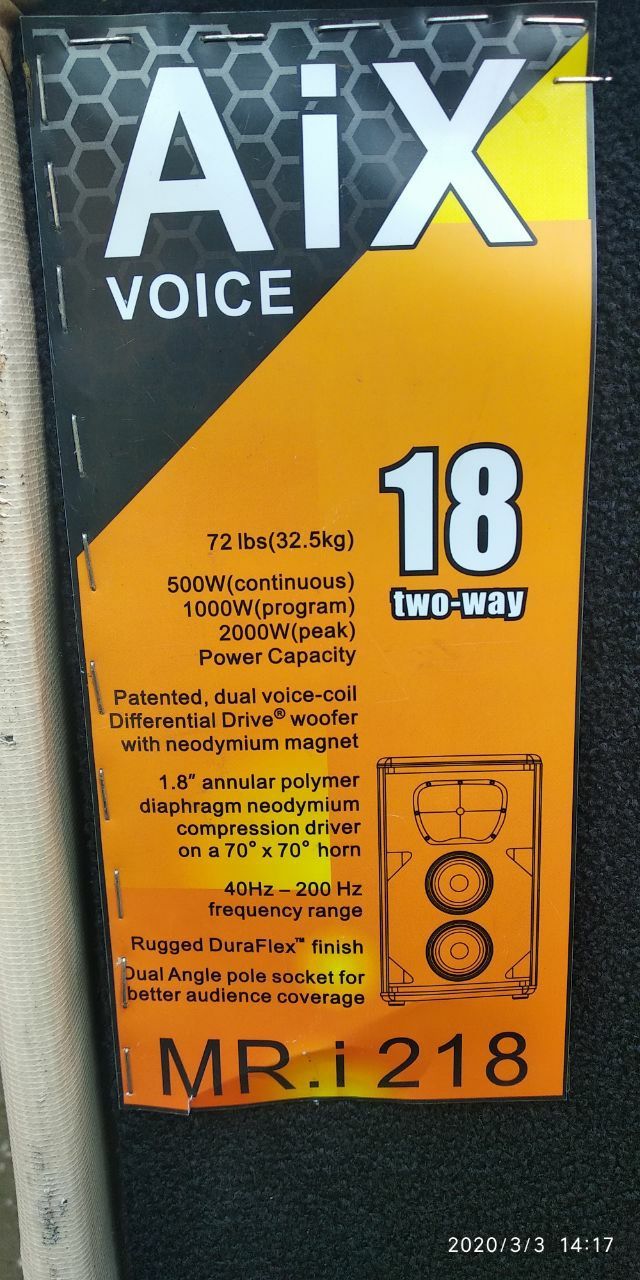 AiX
VOICE
18
two-way
72 lbs(32.5kg)
500W(continuous)
1000W(program)
2000W(peak)
Power Capacity
Patented, dual voice-coil
Differential Drive® woofer
with neodymium magnet
1.8″ annular polymer
diaphragm neodymium
compression driver
on a 70° x 70° horn
40Hz – 200 Hz
frequency range
Rugged DuraFlex™ finish
Dual Angle pole socket for
better audience coverage
MR.i 218
2020/3/3 14:17